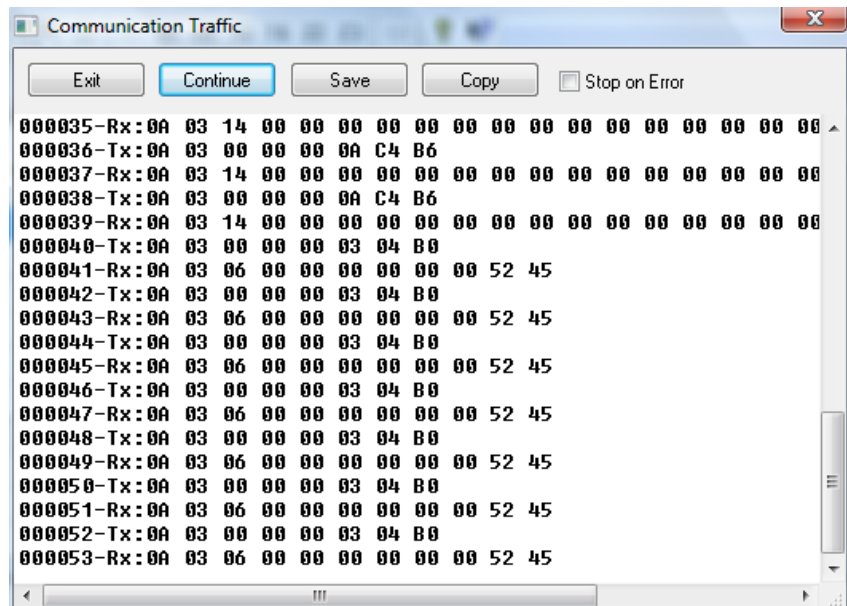 Communication Traffic
Exit Continue Save Copy Stop on Error
000035-Rx:0A 03 14 00 00 00 00 00 00 00 00 00 00 00 00 00 00 00
000036-Tx:0A 03 00 00 00 0A C4 B6
000037-Rx:0A 03 14 00 00 00 00 00 00 00 00 00 00 00 00 00 00 00
000038-Tx:0A 03 00 00 00 0A C4 B6
000039-Rx:0A 03 14 00 00 00 00 00 00 00 00 00 00 00 00 00 00 00
000040-Tx:0A 03 00 00 00 03 04 B0
000041-Rx:0A 03 06 00 00 00 00 00 00 52 45
000042-Tx:0A 03 00 00 00 03 04 B0
000043-Rx:0A 03 06 00 00 00 00 00 00 52 45
000044-Tx:0A 03 00 00 00 03 04 B0
000045-Rx:0A 03 06 00 00 00 00 00 00 52 45
000046-Tx:0A 03 00 00 00 03 04 B0
000047-Rx:0A 03 06 00 00 00 00 00 00 52 45
000048-Tx:0A 03 00 00 00 03 04 B0
000049-Rx:0A 03 06 00 00 00 00 00 00 52 45
000050-Tx:0A 03 00 00 00 03 04 B0
000051-Rx:0A 03 06 00 00 00 00 00 00 52 45
000052-Tx:0A 03 00 00 00 03 04 B0
000053-Rx:0A 03 06 00 00 00 00 00 00 52 45